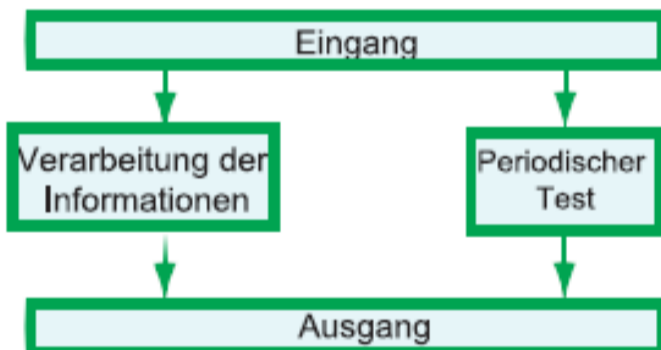 Eingang
Verarbeitung der
Informationen
Periodischer
Test
Ausgang